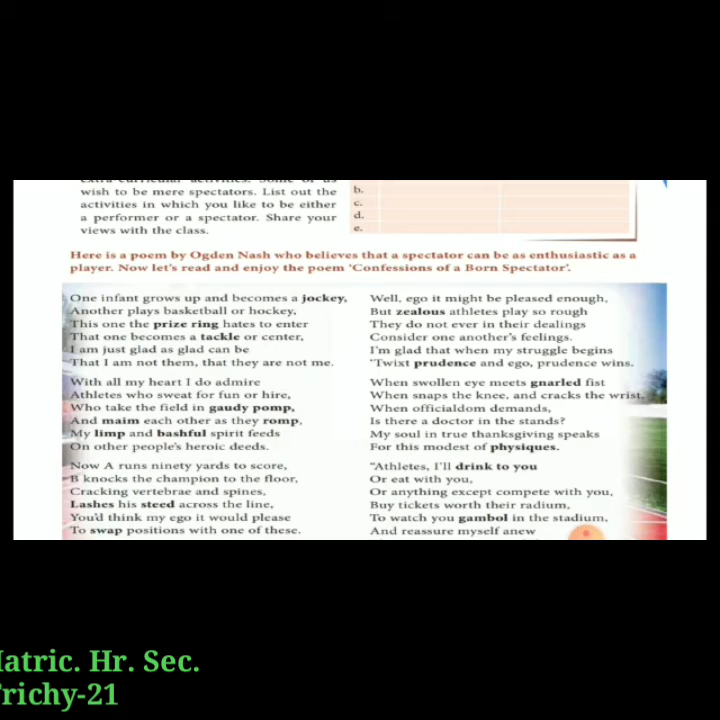 extra-curricular activities. Some of us
wish to be mere spectators. List out the
activities in which you like to be either
a performer or a spectator. Share your
views with the class.
b.
c.
d.
e.
Here is a poem by Ogden Nash who believes that a spectator can be as enthusiastic as a
player. Now let's read and enjoy the poem 'Confessions of a Born Spectator'.
One infant grows up and becomes a jockey,
Another plays basketball or hockey,
This one the prize ring hates to enter
That one becomes a tackle or center,
I am just glad as glad can be
That I am not them, that they are not me.
With all my heart I do admire
Athletes who sweat for fun or hire,
Who take the field in gaudy pomp,
And maim each other as they romp,
My limp and bashful spirit feeds
On other people's heroic deeds.
Now A runs ninety yards to score,
B knocks the champion to the floor,
Cracking vertebrae and spines,
Lashes his steed across the line,
You'd think my ego it would please
To swap positions with one of these.
Well, ego it might be pleased enough,
But zealous athletes play so rough
They do not ever in their dealings
Consider one another's feelings.
I'm glad that when my struggle begins
'Twixt prudence and ego, prudence wins.
When swollen eye meets gnarled fist
When snaps the knee, and cracks the wrist,
When officialdom demands,
Is there a doctor in the stands?
My soul in true thanksgiving speaks
For this modest of physiques.
"Athletes, I'll drink to you
Or eat with you,
Or anything except compete with you,
Buy tickets worth their radium,
To watch you gambol in the stadium,
And reassure myself anew
Matric. Hr. Sec.
Trichy-21